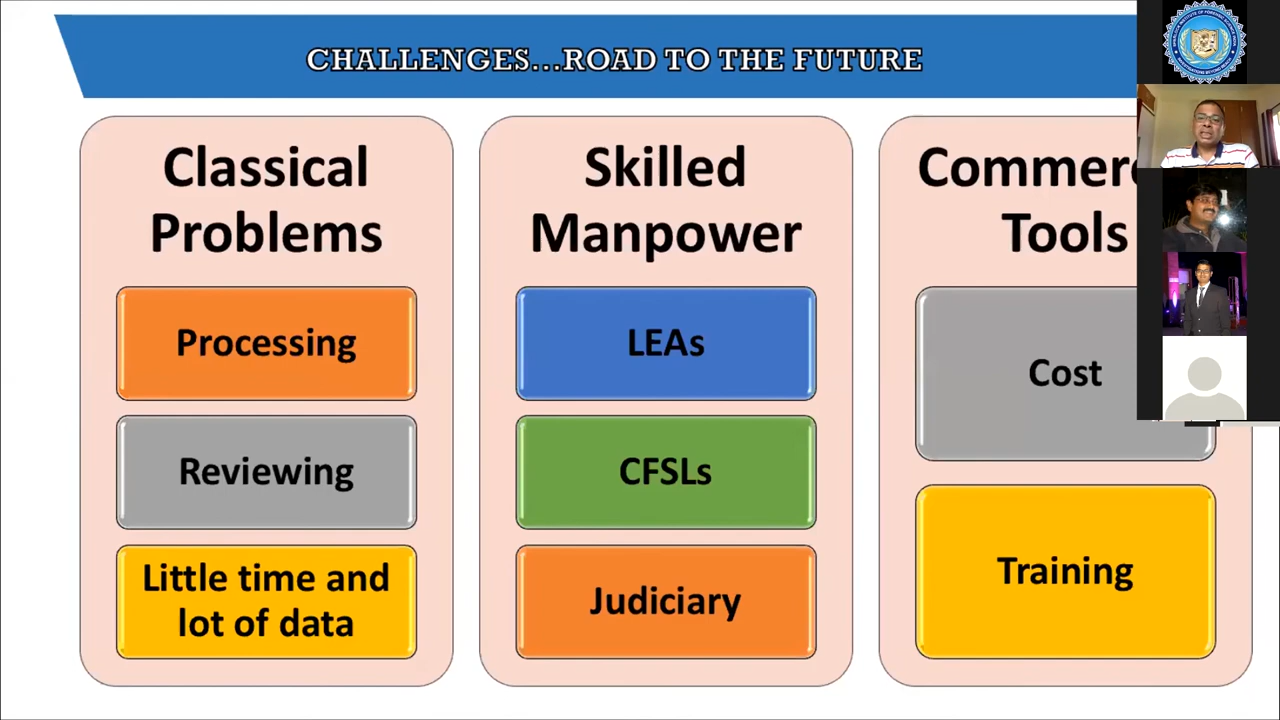 CHALLENGES...ROAD TO THE FUTURE
Classical
Problems
Processing
Reviewing
Little time and
lot of data
Skilled
Manpower
LEAs
CFSLs
Judiciary
Tools
Cost
Training